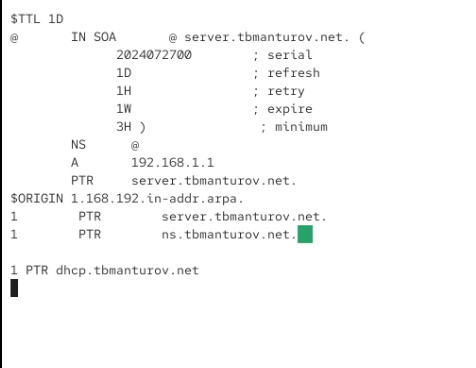 $TTL 1D
@ IN SOA @ server.tbmanturov.net. (
2024072700 ; serial
1D ; refresh
1H ; retry
1W ; expire
3H ) ; minimum
NS @
A 192.168.1.1
PTR server.tbmanturov.net.
$ORIGIN 1.168.192.in-addr.arpa.
1 PTR server.tbmanturov.net.
1 PTR ns.tbmanturov.net.
1 PTR dhcp.tbmanturov.net